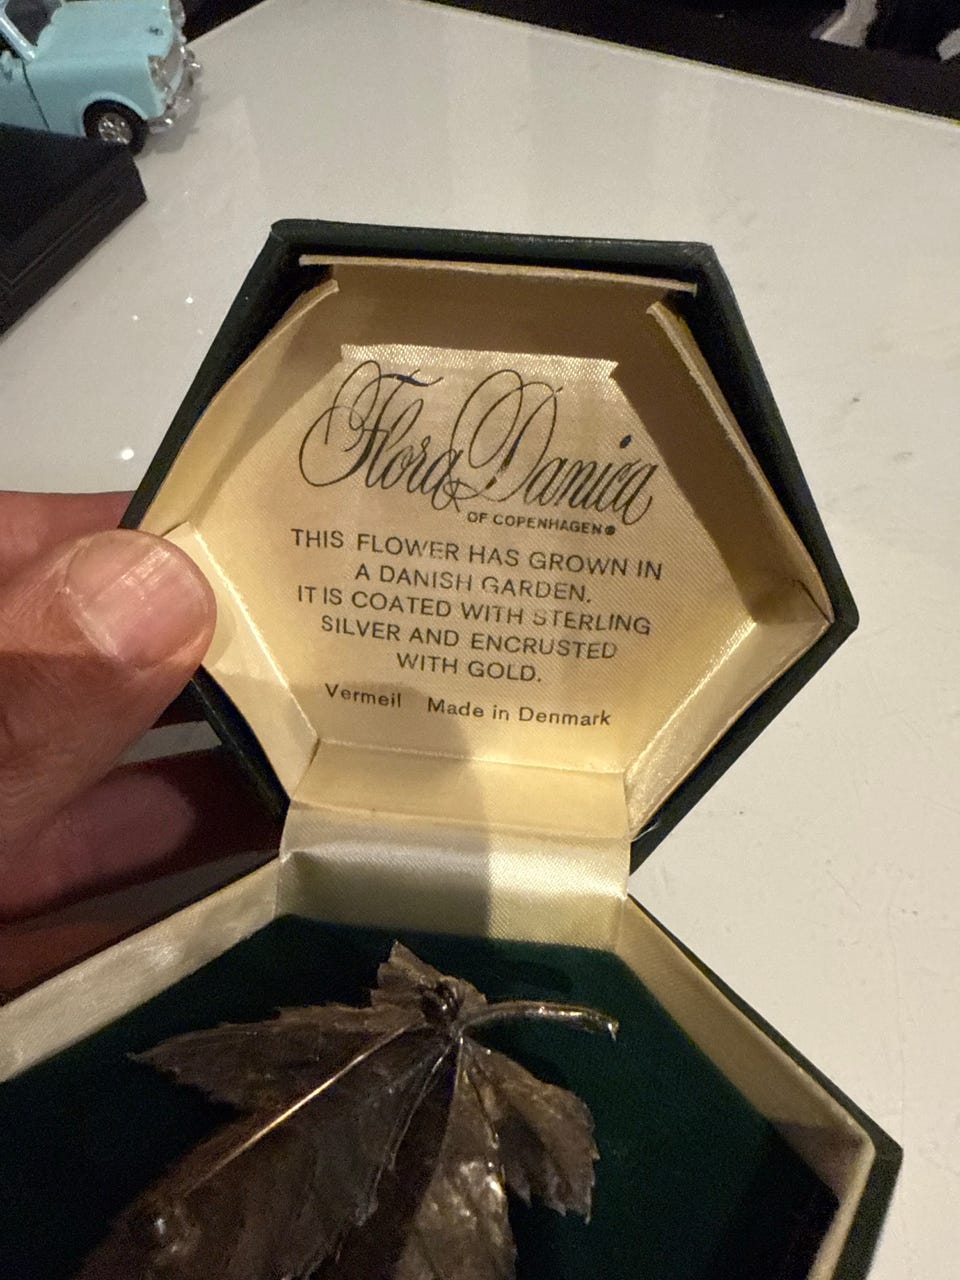 Flora Danica
OF COPENHAGEN®
THIS FLOWER HAS GROWN IN
A DANISH GARDEN.
IT IS COATED WITH STERLING
SILVER AND ENCRUSTED
WITH GOLD.
Vermeil Made in Denmark